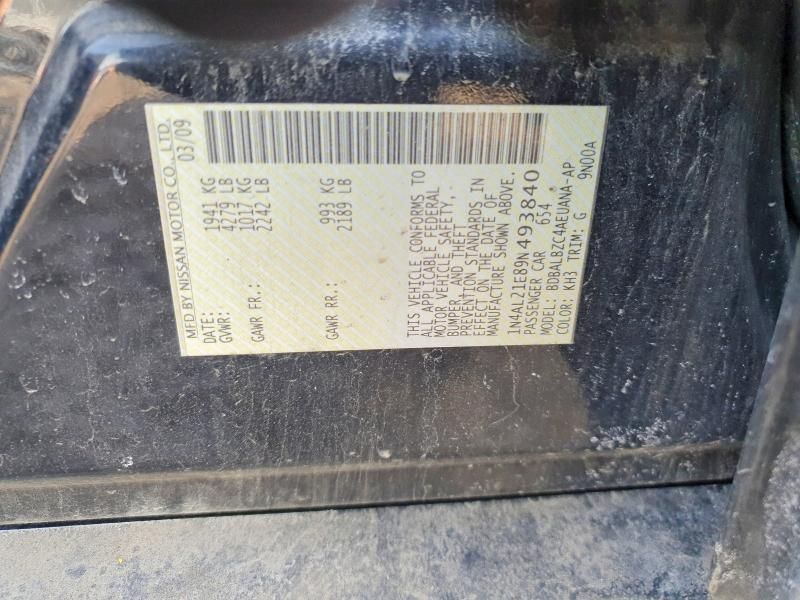 MFD BY NISSAN MOTOR CO., LTD.
DATE: 03/09
GVWR: 1941 KG
4279 LB
GAWR FR.: 1017 KG
2242 LB
GAWR RR.: 993 KG
2189 LB
THIS VEHICLE CONFORMS TO
ALL APPLICABLE FEDERAL
MOTOR VEHICLE SAFETY,
BUMPER, AND THEFT
PREVENTION STANDARDS IN
EFFECT ON THE DATE OF
MANUFACTURE SHOWN ABOVE.
1N4AL21E89N493840
PASSENGER CAR 654
MODEL: BDBALBZC4AEUANA-AP
COLOR: KH3 TRIM: G 9N00A